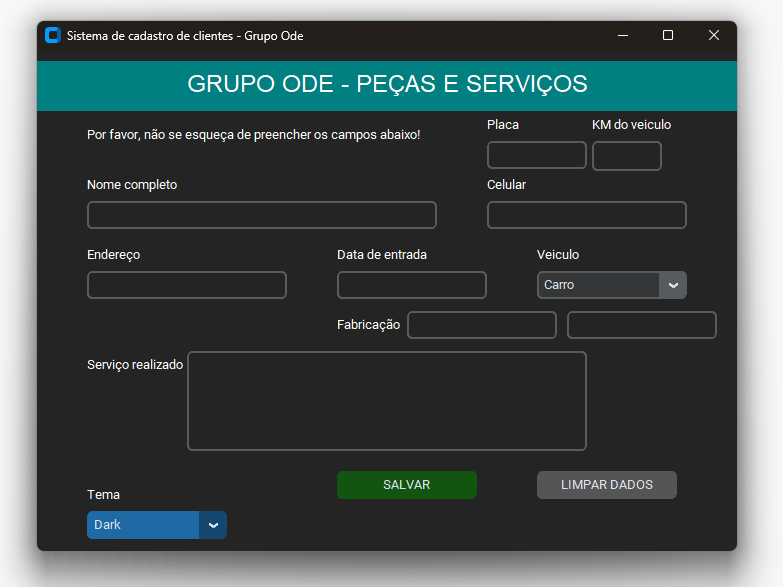 Sistema de cadastro de clientes - Grupo Ode
GRUPO ODE - PEÇAS E SERVIÇOS
Por favor, não se esqueça de preencher os campos abaixo!
Placa
KM do veiculo
Nome completo
Celular
Endereço
Data de entrada
Veiculo
Carro
Fabricação
Serviço realizado
SALVAR
LIMPAR DADOS
Tema
Dark